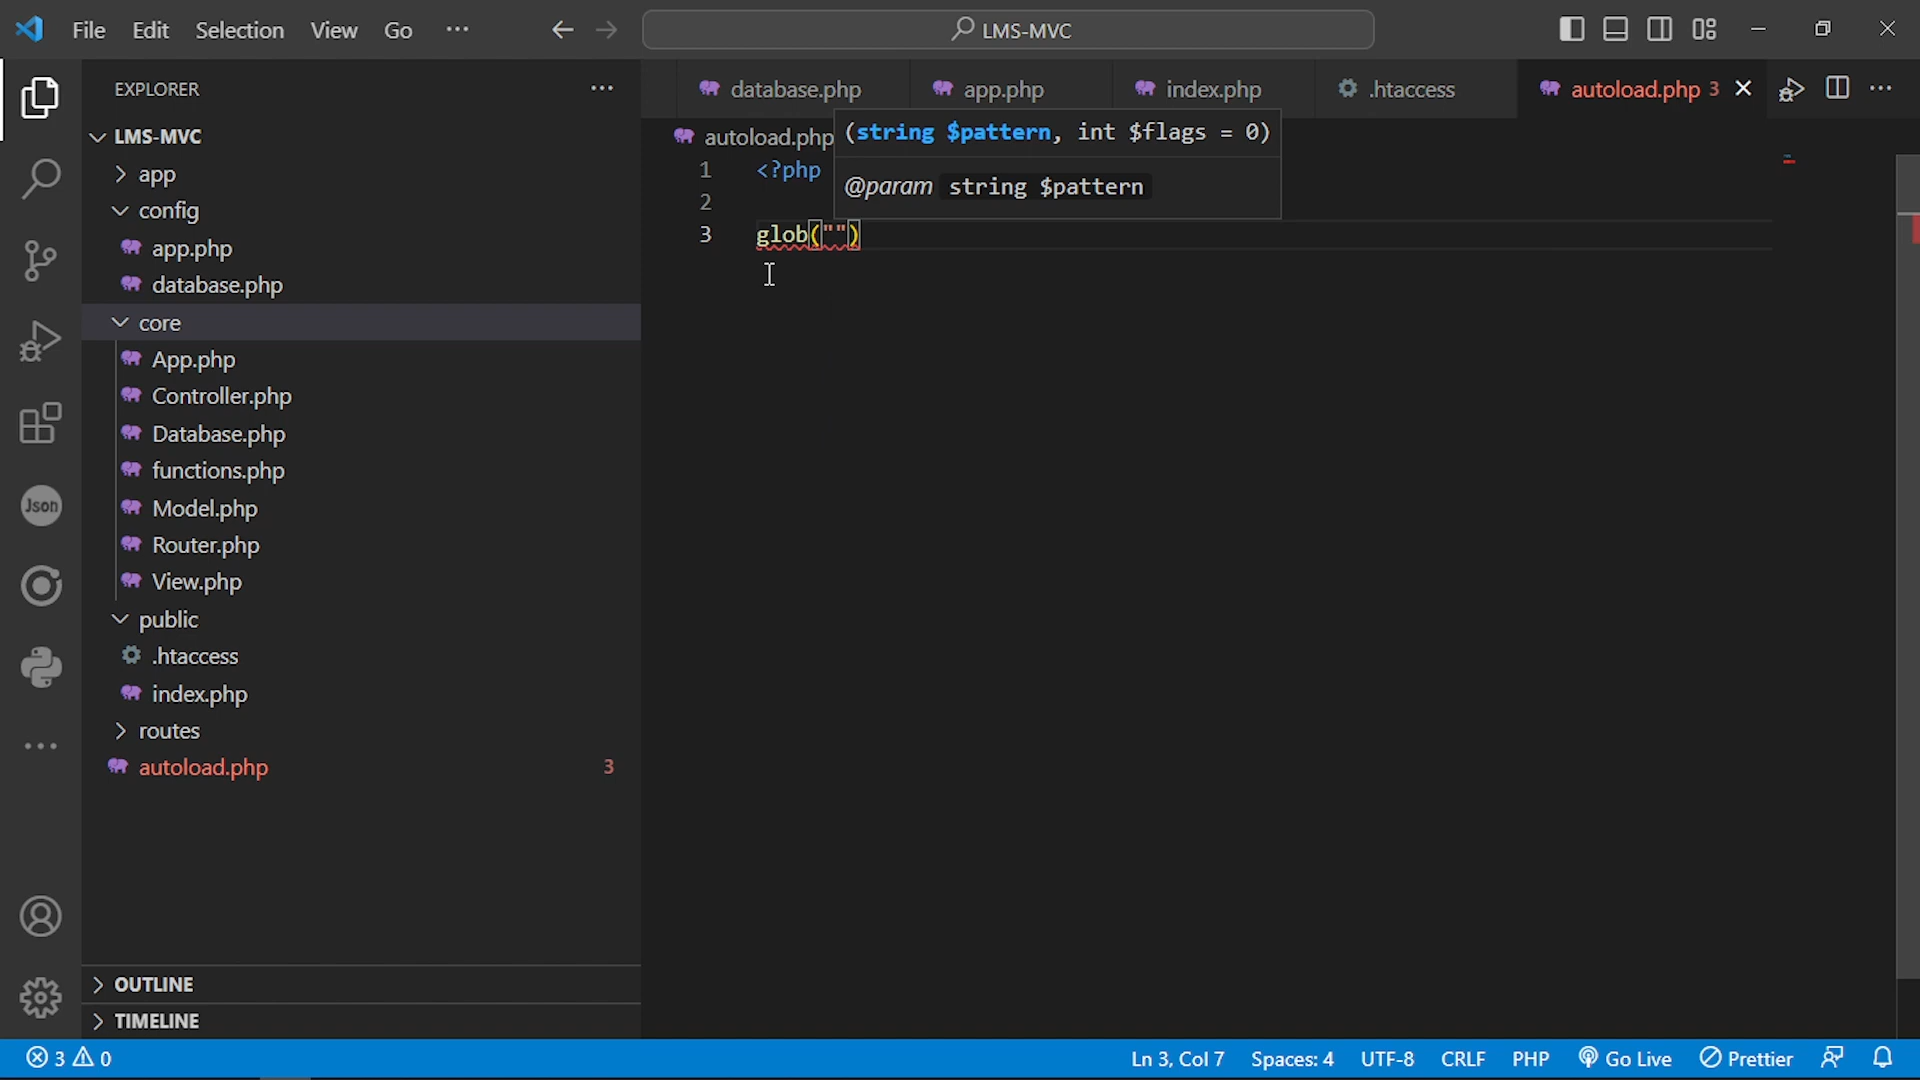 File Edit Selection View Go ··· LMS-MVC
EXPLORER ···
database.php app.php index.php .htaccess autoload.php 3
LMS-MVC
app
config
app.php
database.php
core
App.php
Controller.php
Database.php
functions.php
Model.php
Router.php
View.php
public
.htaccess
index.php
routes
autoload.php 3
OUTLINE
TIMELINE
Json
autoload.php
(string $pattern, int $flags = 0)
@param string $pattern
1 <?php
2
3 glob("")
3 0 Ln 3, Col 7 Spaces: 4 UTF-8 CRLF PHP Go Live Prettier